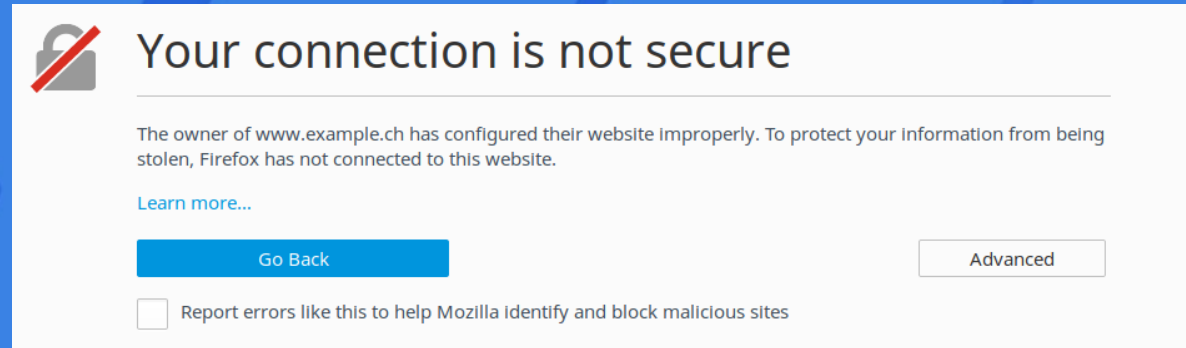 Your connection is not secure
The owner of www.example.ch has configured their website improperly. To protect your information from being
stolen, Firefox has not connected to this website.
Learn more...
Go Back
Advanced
Report errors like this to help Mozilla identify and block malicious sites